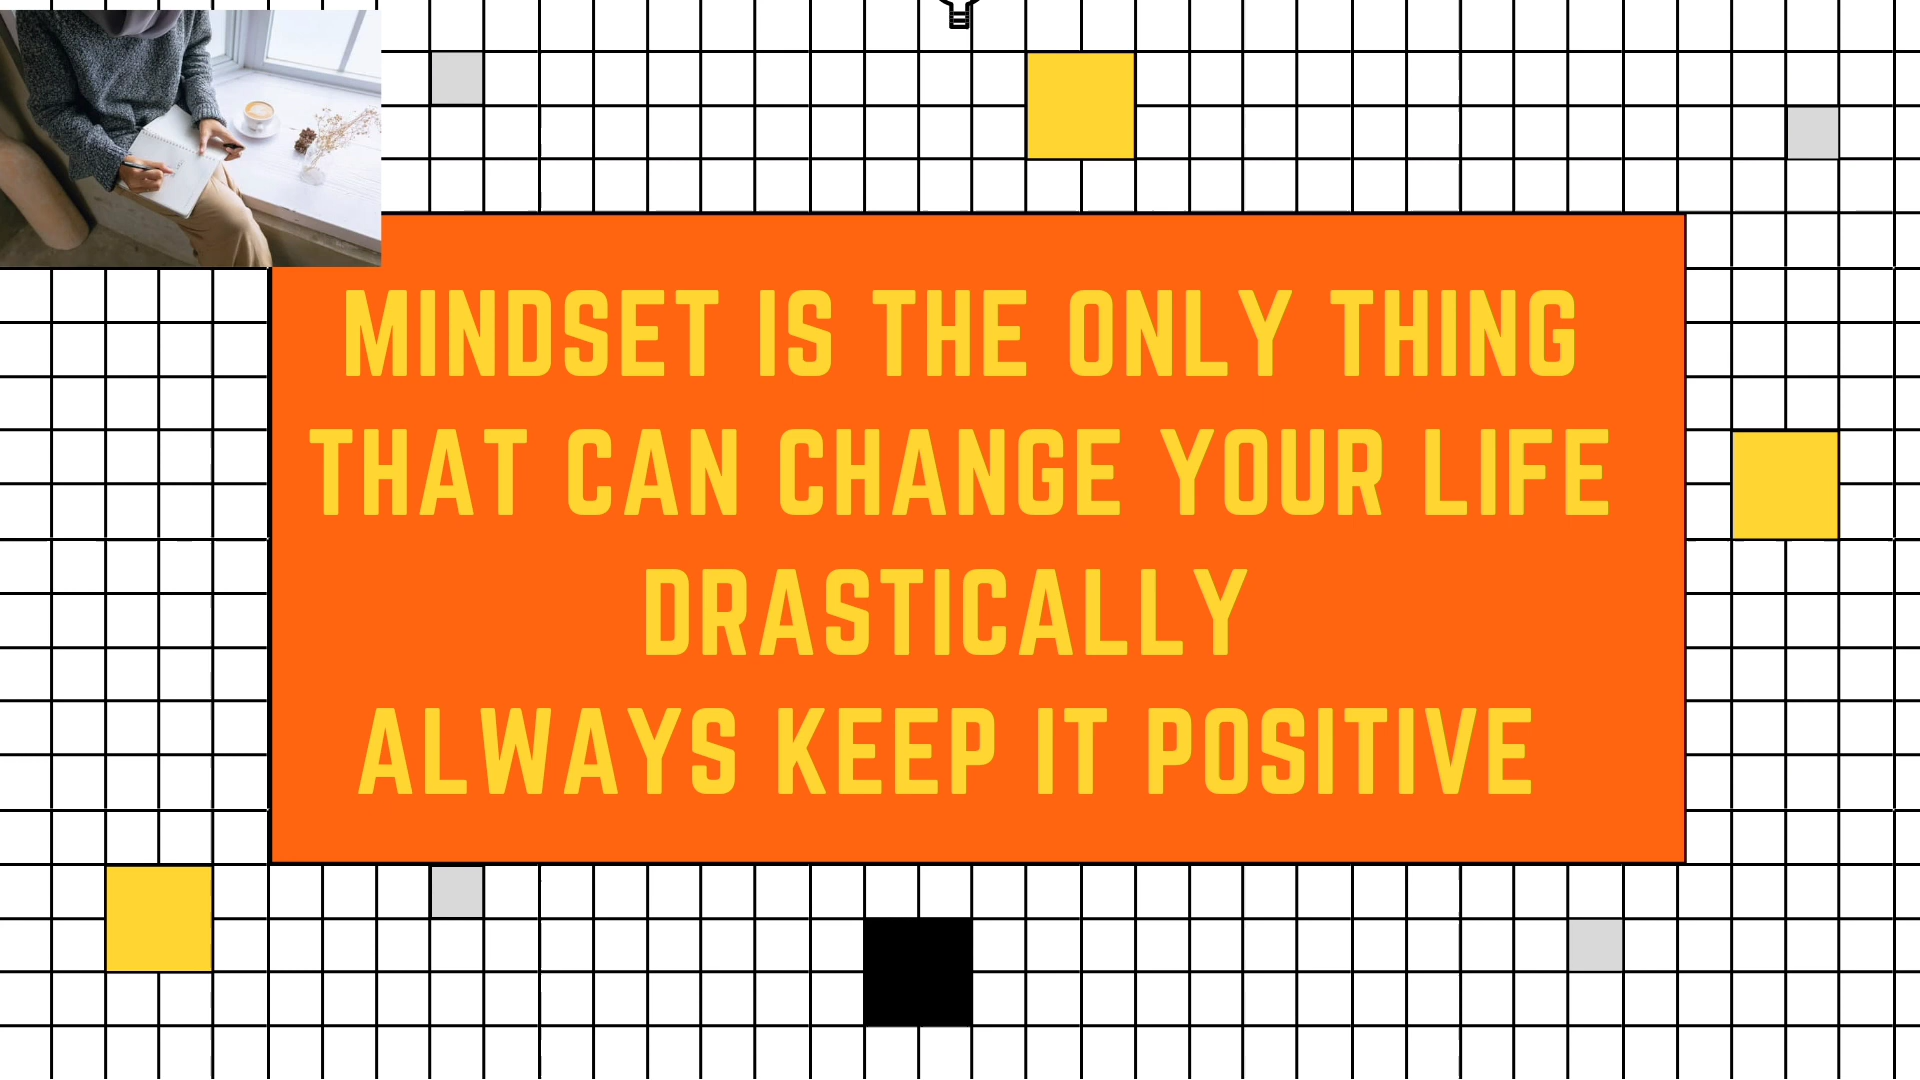 MINDSET IS THE ONLY THING
THAT CAN CHANGE YOUR LIFE
DRASTICALLY
ALWAYS KEEP IT POSITIVE